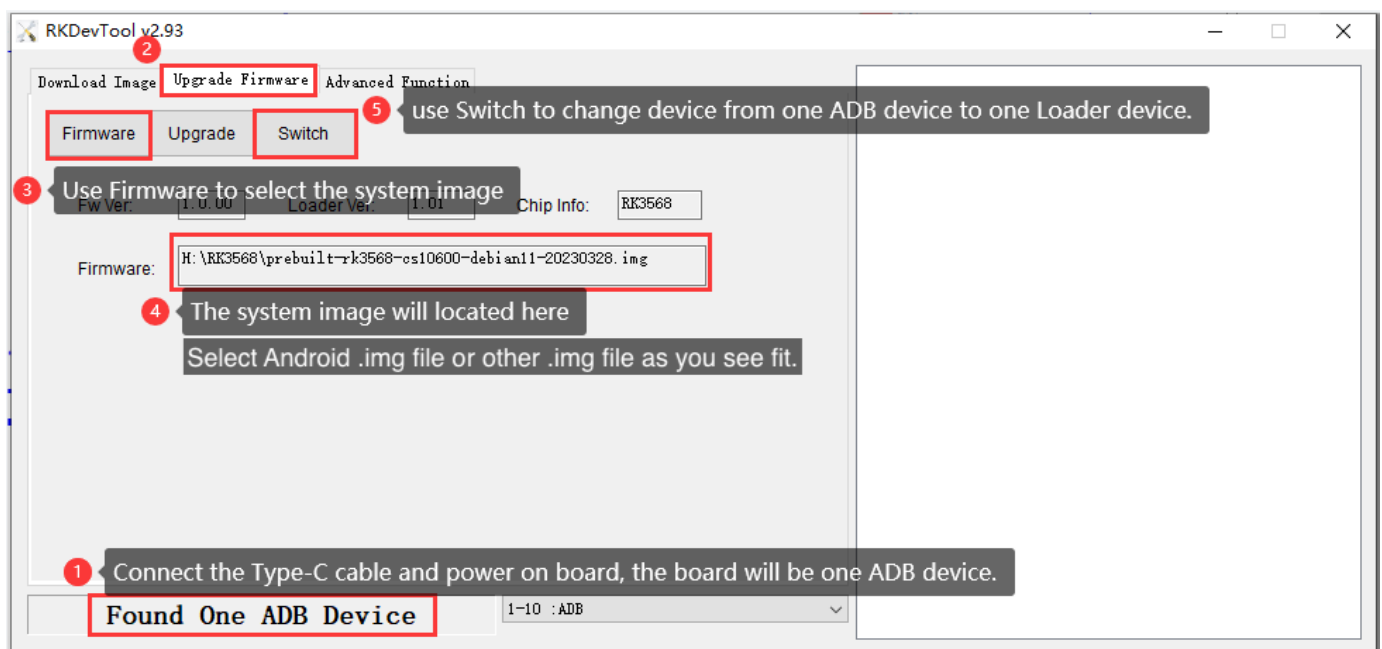 RKDevTool v2.93
2
Download Image Upgrade Firmware Advanced Function
5 use Switch to change device from one ADB device to one Loader device.
Firmware Upgrade Switch
3 Use Firmware to select the system image
Fw Ver: 1.0.00 Loader Ver: 1.01 Chip Info: RK3568
Firmware: H:\RK3568\prebuilt-rk3568-cs10600-debian11-20230328.img
4 The system image will located here
Select Android .img file or other .img file as you see fit.
1 Connect the Type-C cable and power on board, the board will be one ADB device.
Found One ADB Device 1-10 :ADB